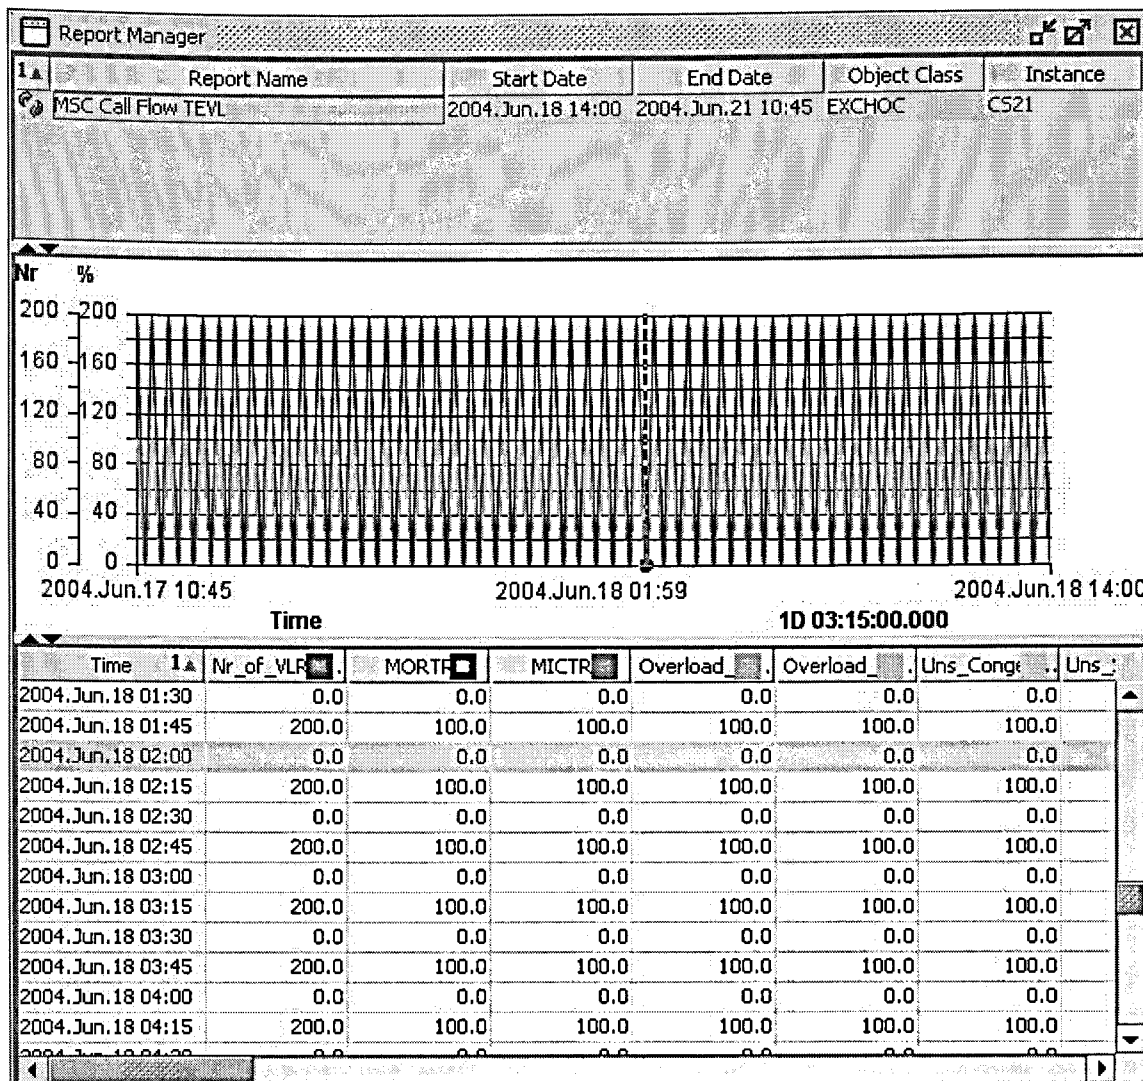 Report Manager
1 Report Name Start Date End Date Object Class Instance
MSC Call Flow TEVL 2004.Jun.18 14:00 2004.Jun.21 10:45 EXCHOC CS21
Nr %
200 200
160 160
120 120
80 80
40 40
0 0
2004.Jun.17 10:45 2004.Jun.18 01:59 2004.Jun.18 14:00
Time 1D 03:15:00.000
Time 1 Nr_of_VLR . MORTR MICTR Overload_ . Overload_ . Uns_Conge .. Uns_
2004.Jun.18 01:30 0.0 0.0 0.0 0.0 0.0 0.0
2004.Jun.18 01:45 200.0 100.0 100.0 100.0 100.0 100.0
2004.Jun.18 02:00 0.0 0.0 0.0 0.0 0.0 0.0
2004.Jun.18 02:15 200.0 100.0 100.0 100.0 100.0 100.0
2004.Jun.18 02:30 0.0 0.0 0.0 0.0 0.0 0.0
2004.Jun.18 02:45 200.0 100.0 100.0 100.0 100.0 100.0
2004.Jun.18 03:00 0.0 0.0 0.0 0.0 0.0 0.0
2004.Jun.18 03:15 200.0 100.0 100.0 100.0 100.0 100.0
2004.Jun.18 03:30 0.0 0.0 0.0 0.0 0.0 0.0
2004.Jun.18 03:45 200.0 100.0 100.0 100.0 100.0 100.0
2004.Jun.18 04:00 0.0 0.0 0.0 0.0 0.0 0.0
2004.Jun.18 04:15 200.0 100.0 100.0 100.0 100.0 100.0